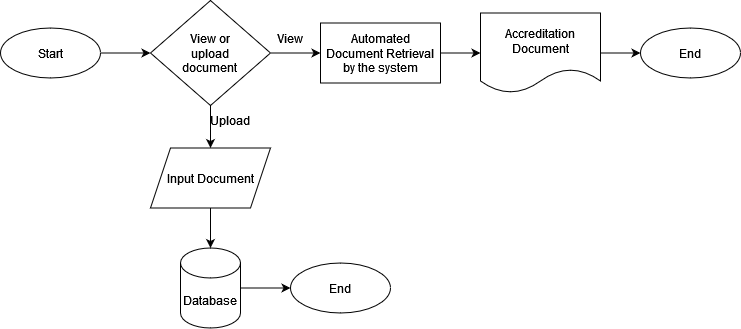 Start
View or
upload
document
View
Automated
Document Retrieval
by the system
Accreditation
Document
End
Upload
Input Document
Database
End